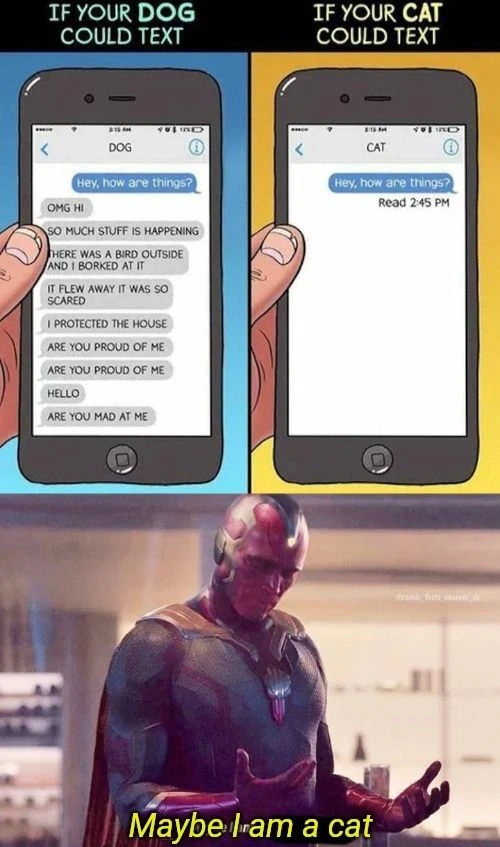 IF YOUR DOG
COULD TEXT
IF YOUR CAT
COULD TEXT
3:15 AM
12%
DOG
Hey, how are things?
OMG HI
SO MUCH STUFF IS HAPPENING
THERE WAS A BIRD OUTSIDE
AND I BORKED AT IT
IT FLEW AWAY IT WAS SO
SCARED
I PROTECTED THE HOUSE
ARE YOU PROUD OF ME
ARE YOU PROUD OF ME
HELLO
ARE YOU MAD AT ME
3:15 AM
12%
CAT
Hey, how are things?
Read 2:45 PM
Maybe I am a cat